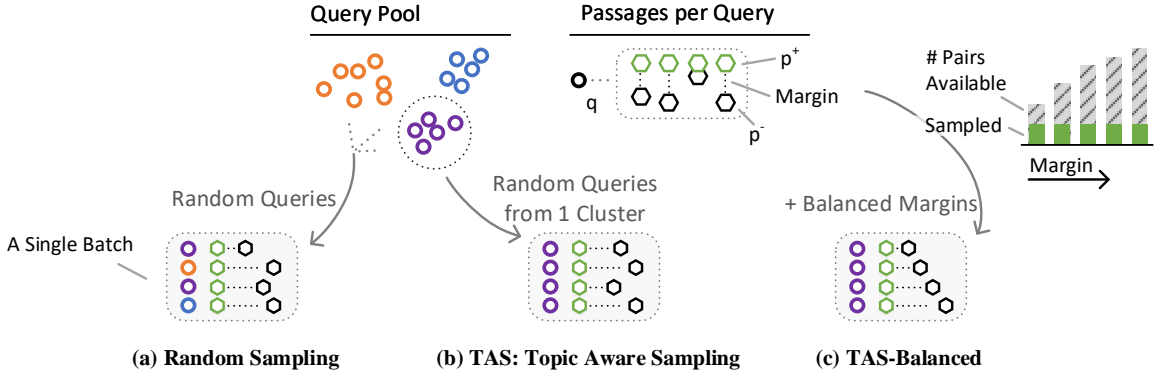 Query Pool
Passages per Query
# Pairs
Available
Sampled
Margin
q
p+
Margin
p-
Random Queries
Random Queries
from 1 Cluster
+ Balanced Margins
A Single Batch
(a) Random Sampling
(b) TAS: Topic Aware Sampling
(c) TAS-Balanced